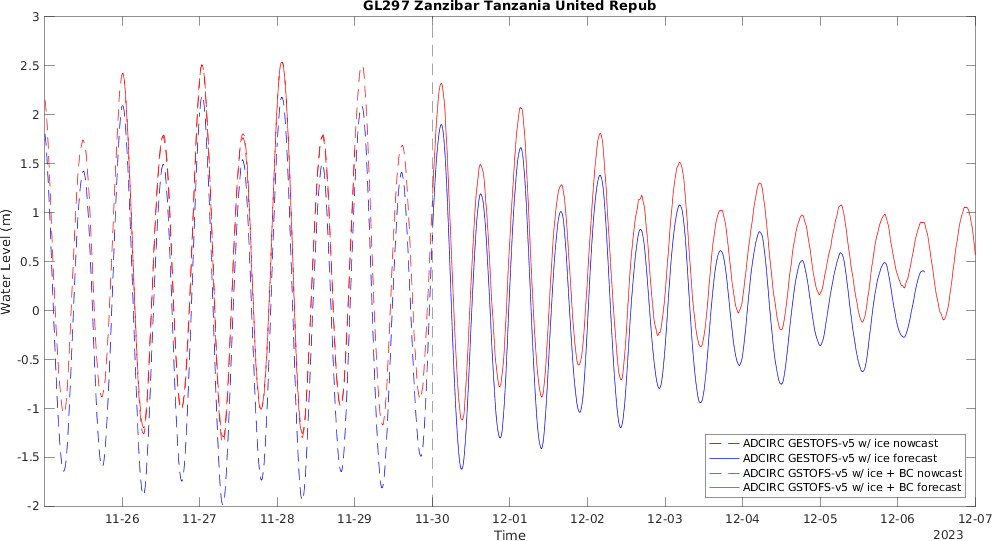 GL297 Zanzibar Tanzania United Repub
3
2.5
2
1.5
1
0.5
0
-0.5
-1
-1.5
-2
Water Level (m)
ADCIRC GESTOFS-v5 w/ ice nowcast
ADCIRC GESTOFS-v5 w/ ice forecast
ADCIRC GSTOFS-v5 w/ ice + BC nowcast
ADCIRC GSTOFS-v5 w/ ice + BC forecast
11-26 11-27 11-28 11-29 11-30 12-01 12-02 12-03 12-04 12-05 12-06 12-07
Time
2023